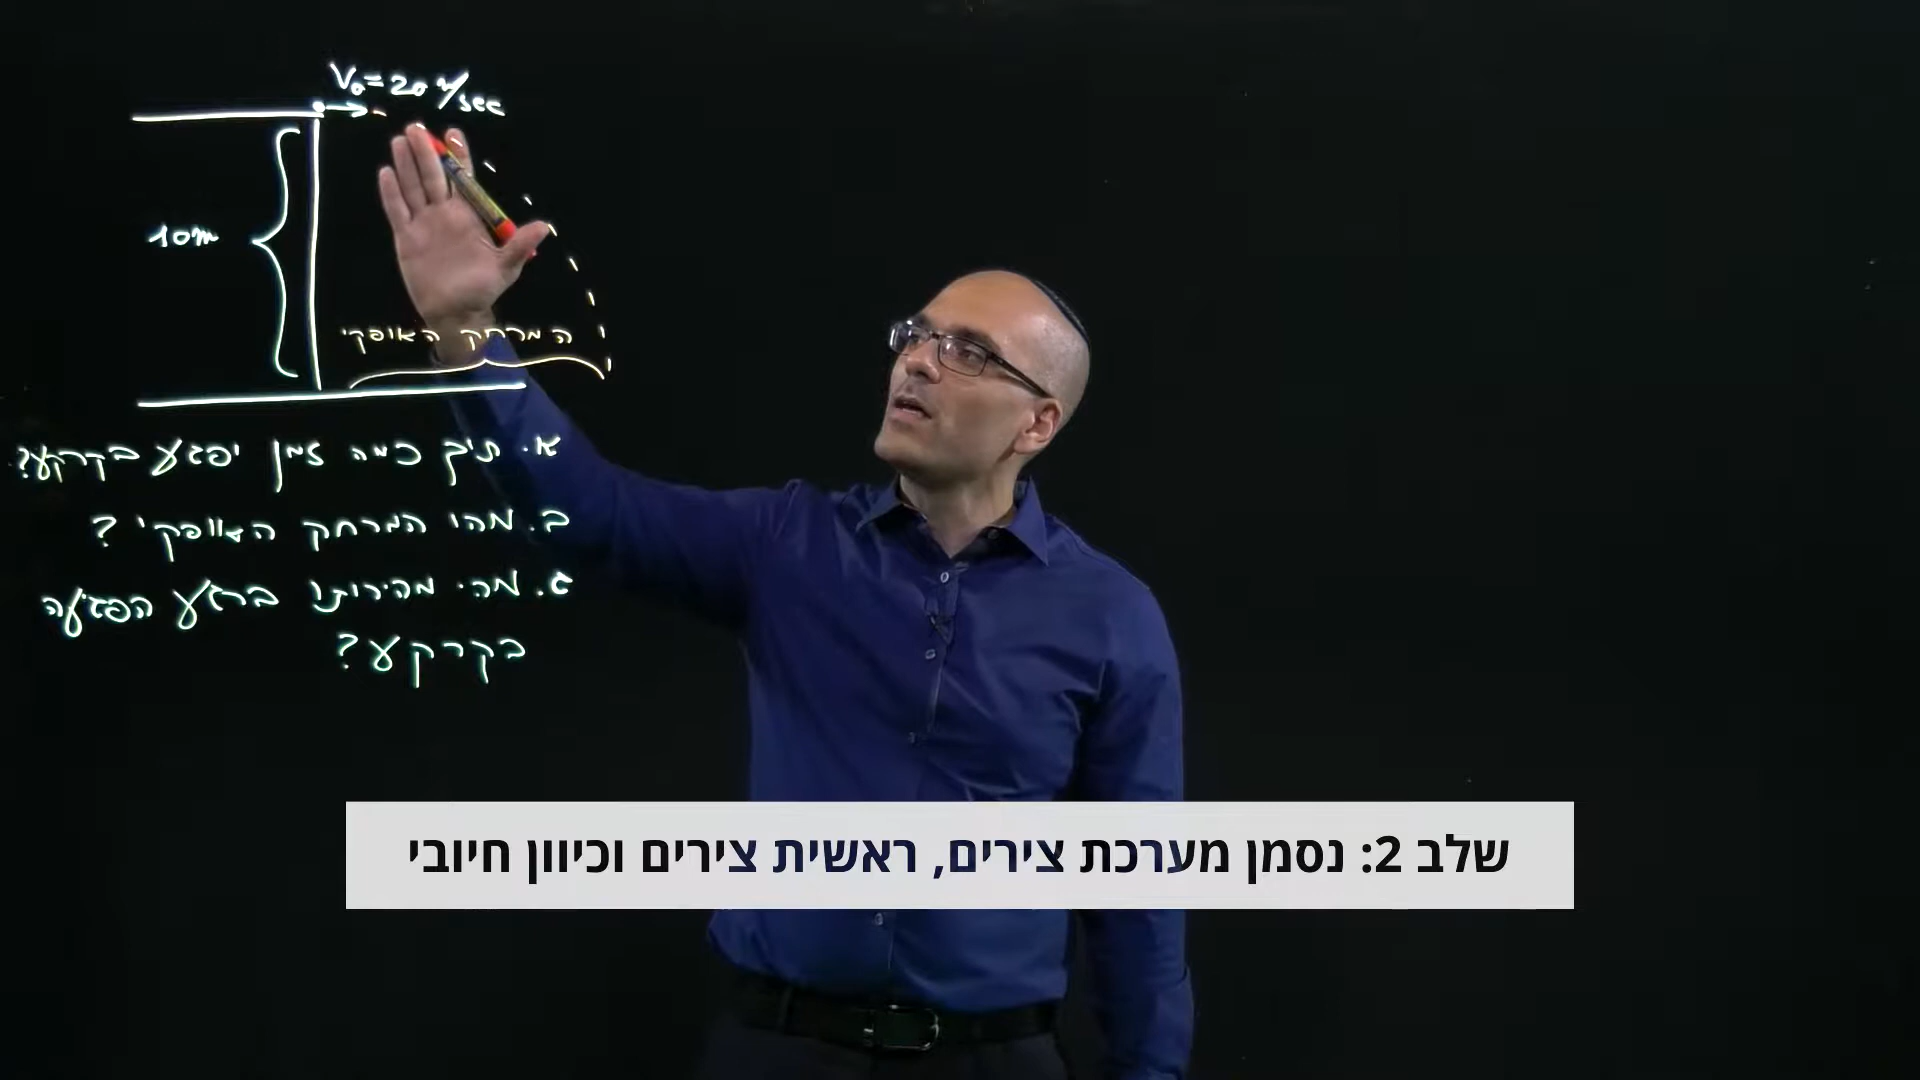 V₀=20 m/sec
10m
המרחק האופקי
א. תוך כמה זמן יפגע בקרקע?
ב. מהו המרחק האופקי?
ג. מהי מהירותו ברגע הפגיעה
בקרקע?
שלב 2: נסמן מערכת צירים, ראשית צירים וכיוון חיובי